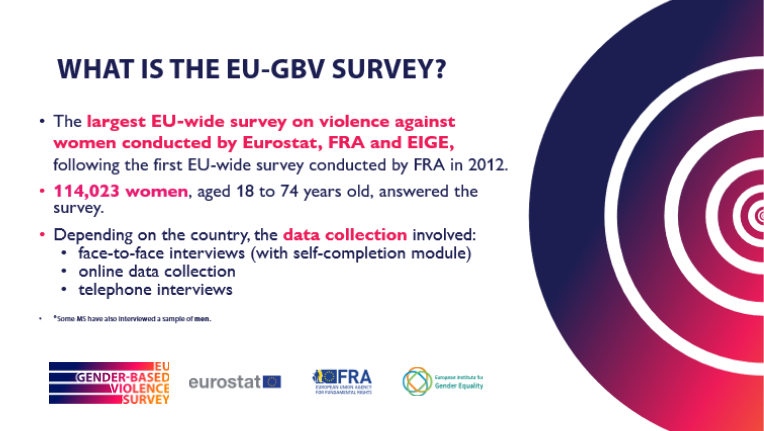 WHAT IS THE EU-GBV SURVEY?
• The largest EU-wide survey on violence against
women conducted by Eurostat, FRA and EIGE,
following the first EU-wide survey conducted by FRA in 2012.
• 114,023 women, aged 18 to 74 years old, answered the
survey.
• Depending on the country, the data collection involved:
• face-to-face interviews (with self-completion module)
• online data collection
• telephone interviews
• *Some MS have also interviewed a sample of men.
EU
GENDER-BASED
VIOLENCE
SURVEY
eurostat
FRA
EUROPEAN UNION AGENCY
FOR FUNDAMENTAL RIGHTS
European Institute for
Gender Equality